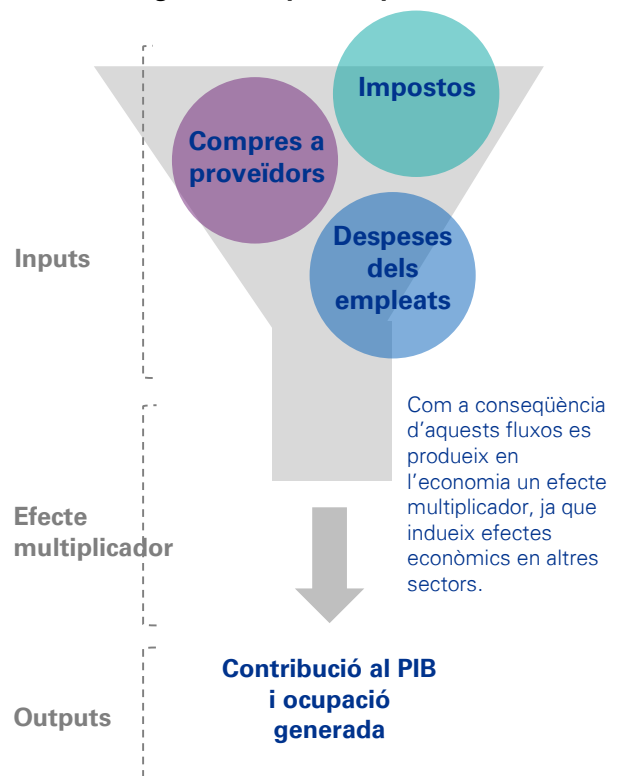 Impostos
Compres a
proveïdors
Despeses
dels
empleats
Inputs
Com a conseqüència
d’aquests fluxos es
produeix en
l’economia un efecte
multiplicador, ja que
indueix efectes
econòmics en altres
sectors.
Efecte
multiplicador
Contribució al PIB
i ocupació
generada
Outputs